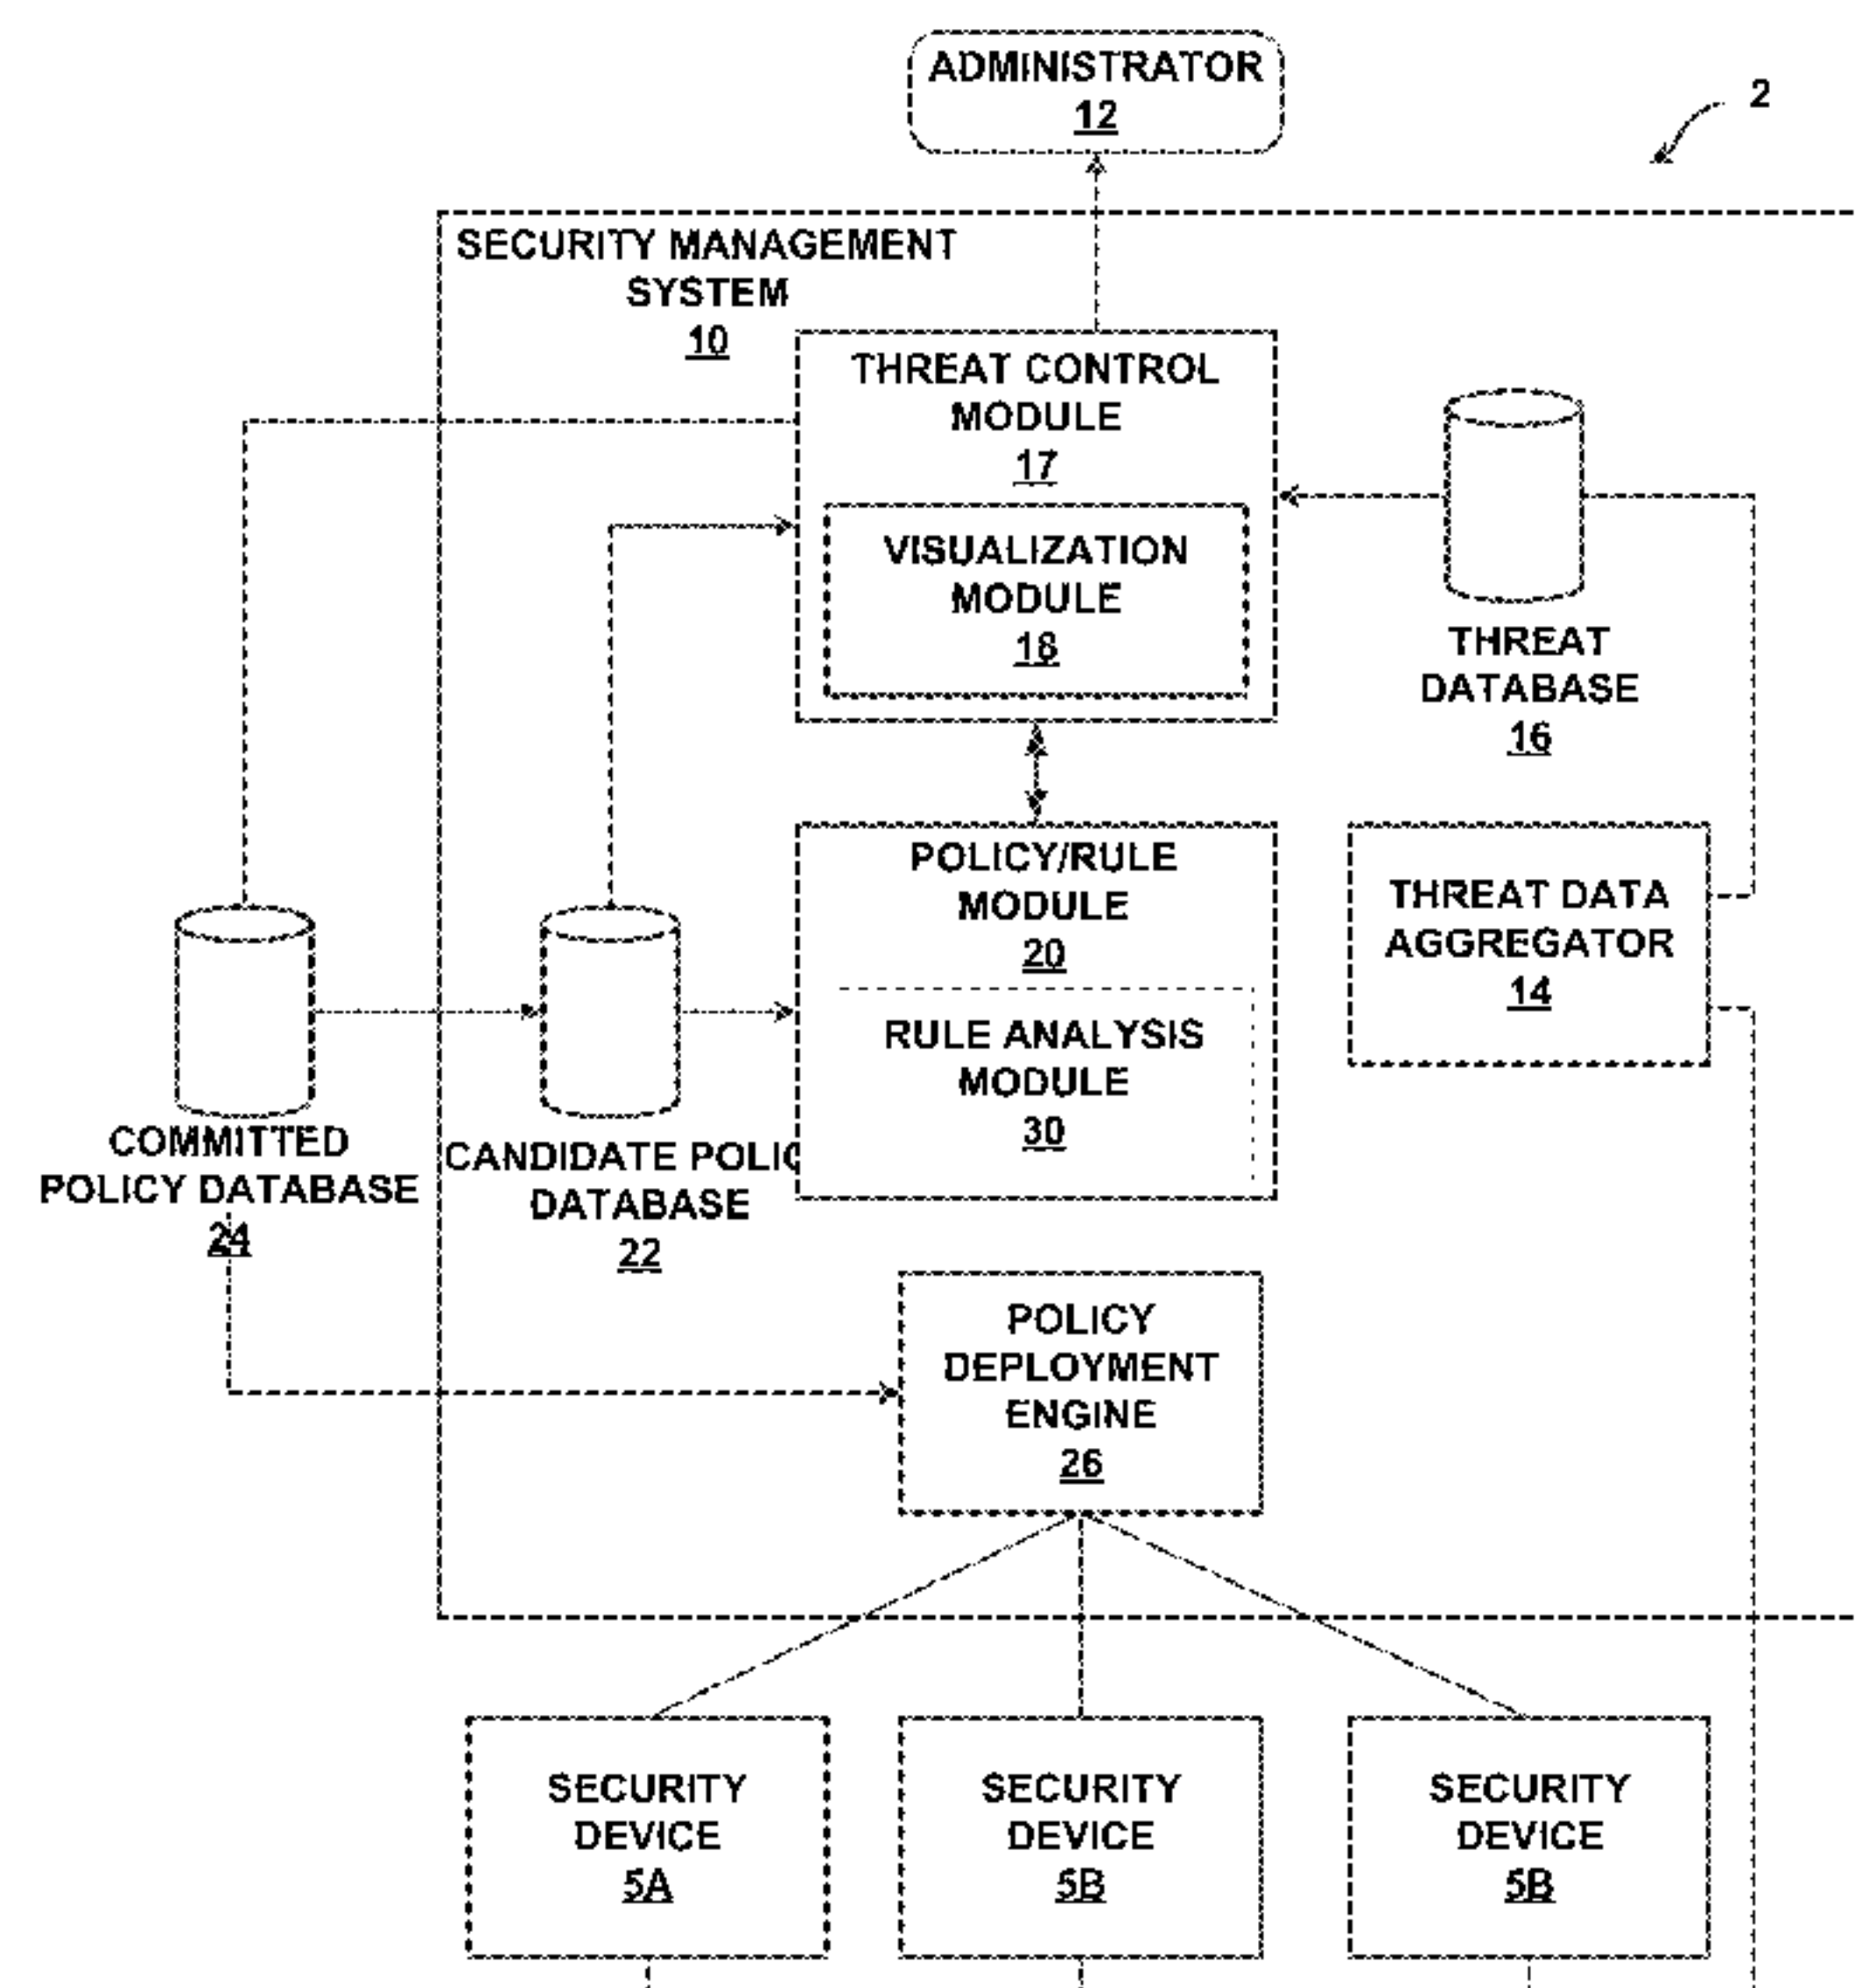 ADMINISTRATOR
12
2
SECURITY MANAGEMENT
SYSTEM
10
THREAT CONTROL
MODULE
17
VISUALIZATION
MODULE
18
THREAT
DATABASE
16
POLICY/RULE
MODULE
20
RULE ANALYSIS
MODULE
30
THREAT DATA
AGGREGATOR
14
COMMITTED
POLICY DATABASE
24
CANDIDATE POLIC
DATABASE
22
POLICY
DEPLOYMENT
ENGINE
26
SECURITY
DEVICE
5A
SECURITY
DEVICE
5B
SECURITY
DEVICE
5B